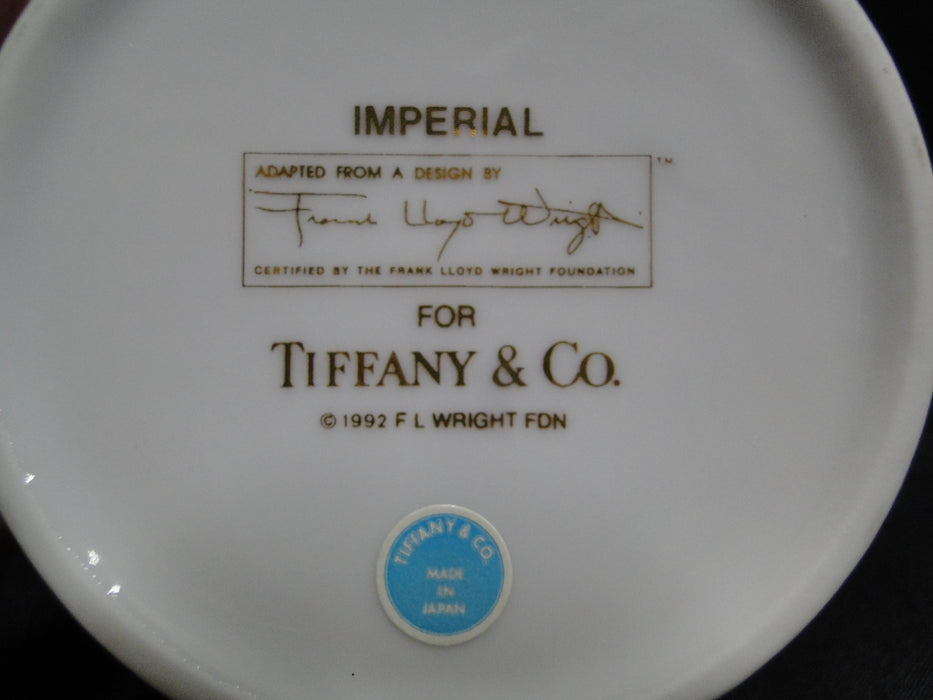 IMPERIAL
ADAPTED FROM A DESIGN BY ™
Frank Lloyd Wright
CERTIFIED BY THE FRANK LLOYD WRIGHT FOUNDATION
FOR
TIFFANY & CO.
© 1992 F L WRIGHT FDN
TIFFANY & CO.
MADE
IN
JAPAN